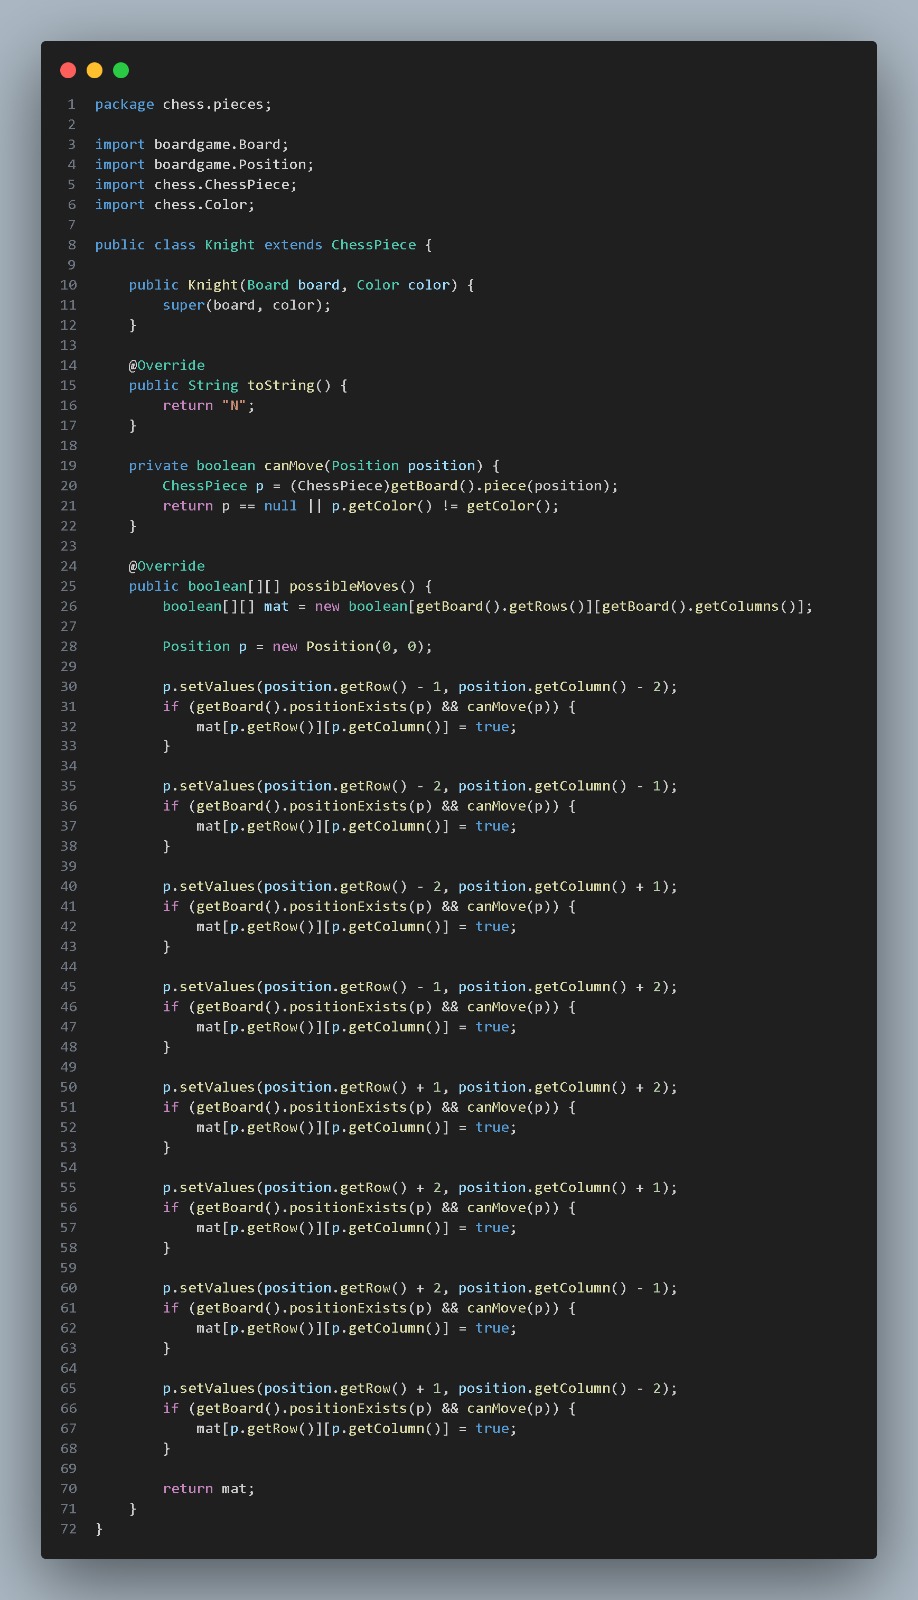 1 package chess.pieces;
2
3 import boardgame.Board;
4 import boardgame.Position;
5 import chess.ChessPiece;
6 import chess.Color;
7
8 public class Knight extends ChessPiece {
9
10     public Knight(Board board, Color color) {
11         super(board, color);
12     }
13
14     @Override
15     public String toString() {
16         return "N";
17     }
18
19     private boolean canMove(Position position) {
20         ChessPiece p = (ChessPiece)getBoard().piece(position);
21         return p == null || p.getColor() != getColor();
22     }
23
24     @Override
25     public boolean[][] possibleMoves() {
26         boolean[][] mat = new boolean[getBoard().getRows()][getBoard().getColumns()];
27
28         Position p = new Position(0, 0);
29
30         p.setValues(position.getRow() - 1, position.getColumn() - 2);
31         if (getBoard().positionExists(p) && canMove(p)) {
32             mat[p.getRow()][p.getColumn()] = true;
33         }
34
35         p.setValues(position.getRow() - 2, position.getColumn() - 1);
36         if (getBoard().positionExists(p) && canMove(p)) {
37             mat[p.getRow()][p.getColumn()] = true;
38         }
39
40         p.setValues(position.getRow() - 2, position.getColumn() + 1);
41         if (getBoard().positionExists(p) && canMove(p)) {
42             mat[p.getRow()][p.getColumn()] = true;
43         }
44
45         p.setValues(position.getRow() - 1, position.getColumn() + 2);
46         if (getBoard().positionExists(p) && canMove(p)) {
47             mat[p.getRow()][p.getColumn()] = true;
48         }
49
50         p.setValues(position.getRow() + 1, position.getColumn() + 2);
51         if (getBoard().positionExists(p) && canMove(p)) {
52             mat[p.getRow()][p.getColumn()] = true;
53         }
54
55         p.setValues(position.getRow() + 2, position.getColumn() + 1);
56         if (getBoard().positionExists(p) && canMove(p)) {
57             mat[p.getRow()][p.getColumn()] = true;
58         }
59
60         p.setValues(position.getRow() + 2, position.getColumn() - 1);
61         if (getBoard().positionExists(p) && canMove(p)) {
62             mat[p.getRow()][p.getColumn()] = true;
63         }
64
65         p.setValues(position.getRow() + 1, position.getColumn() - 2);
66         if (getBoard().positionExists(p) && canMove(p)) {
67             mat[p.getRow()][p.getColumn()] = true;
68         }
69
70         return mat;
71     }
72 }